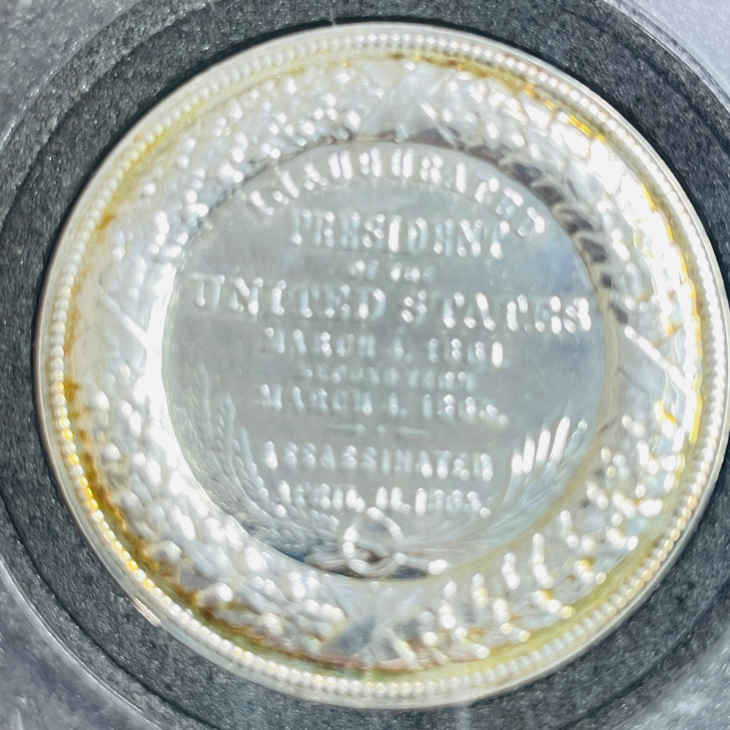 INAUGURATED
PRESIDENT
OF THE
UNITED STATES
MARCH 4, 1861
SECOND TERM
MARCH 4, 1865.
ASSASSINATED
APRIL 14, 1865.